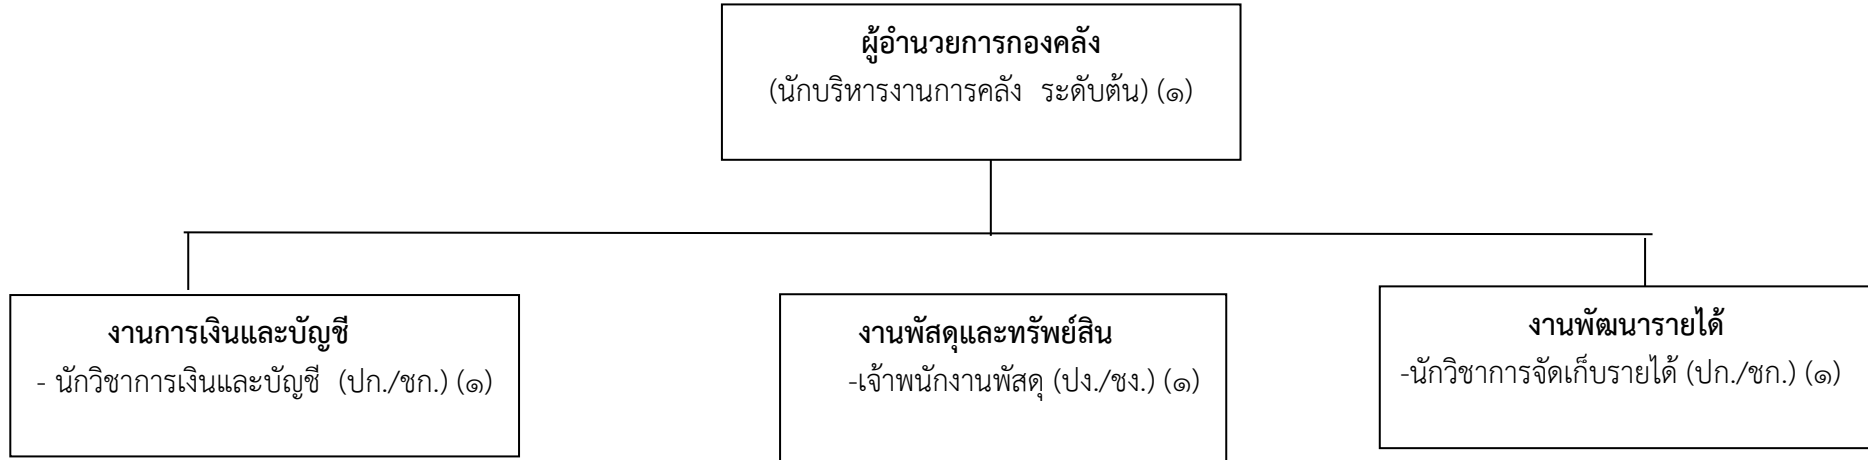 ผู้อำนวยการกองคลัง
(นักบริหารงานการคลัง ระดับต้น) (๑)
งานการเงินและบัญชี
- นักวิชาการเงินและบัญชี (ปก./ชก.) (๑)
งานพัสดุและทรัพย์สิน
-เจ้าพนักงานพัสดุ (ปง./ชง.) (๑)
งานพัฒนารายได้
-นักวิชาการจัดเก็บรายได้ (ปก./ชก.) (๑)